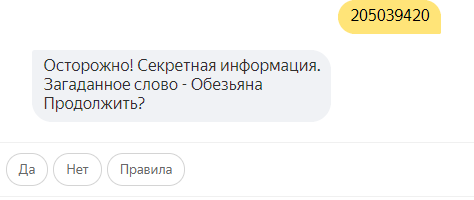 205039420
Осторожно! Секретная информация.
Загаданное слово - Обезьяна
Продолжить?
Да
Нет
Правила